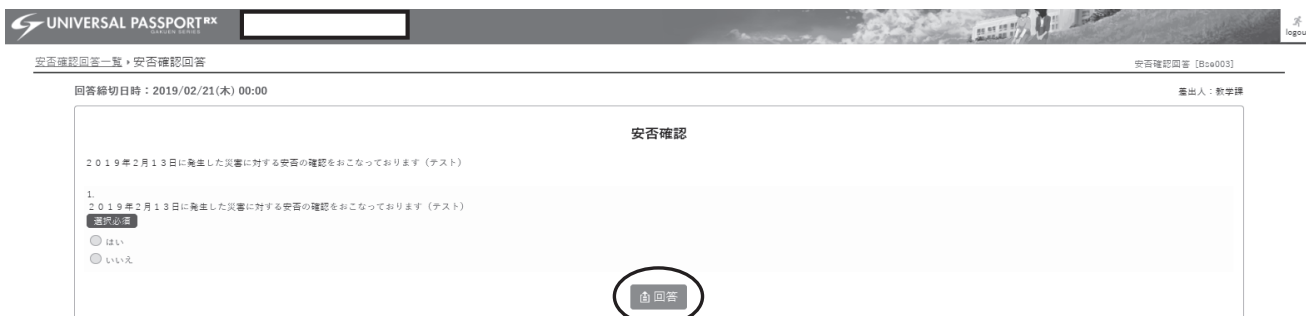 UNIVERSAL PASSPORT RX
GAKUEN SERIES
logou
安否確認回答一覧 › 安否確認回答
安否確認回答 [Bse003]
回答締切日時：2019/02/21(木) 00:00
差出人：教学課
安否確認
２０１９年２月１３日に発生した災害に対する安否の確認をおこなっております（テスト）
1.
２０１９年２月１３日に発生した災害に対する安否の確認をおこなっております（テスト）
選択必須
はい
いいえ
回答